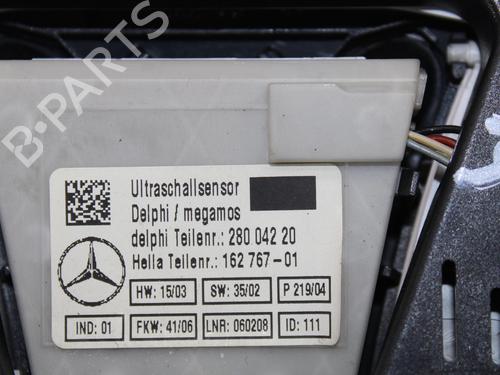 B-PARTS
Ultraschallsensor
Delphi / megamos
delphi Teilenr.: 280 042 20
Hella Teilenr.: 162 767-01
HW: 15/03 SW: 35/02 P 219/04
IND: 01 FKW: 41/06 LNR: 060208 ID: 111